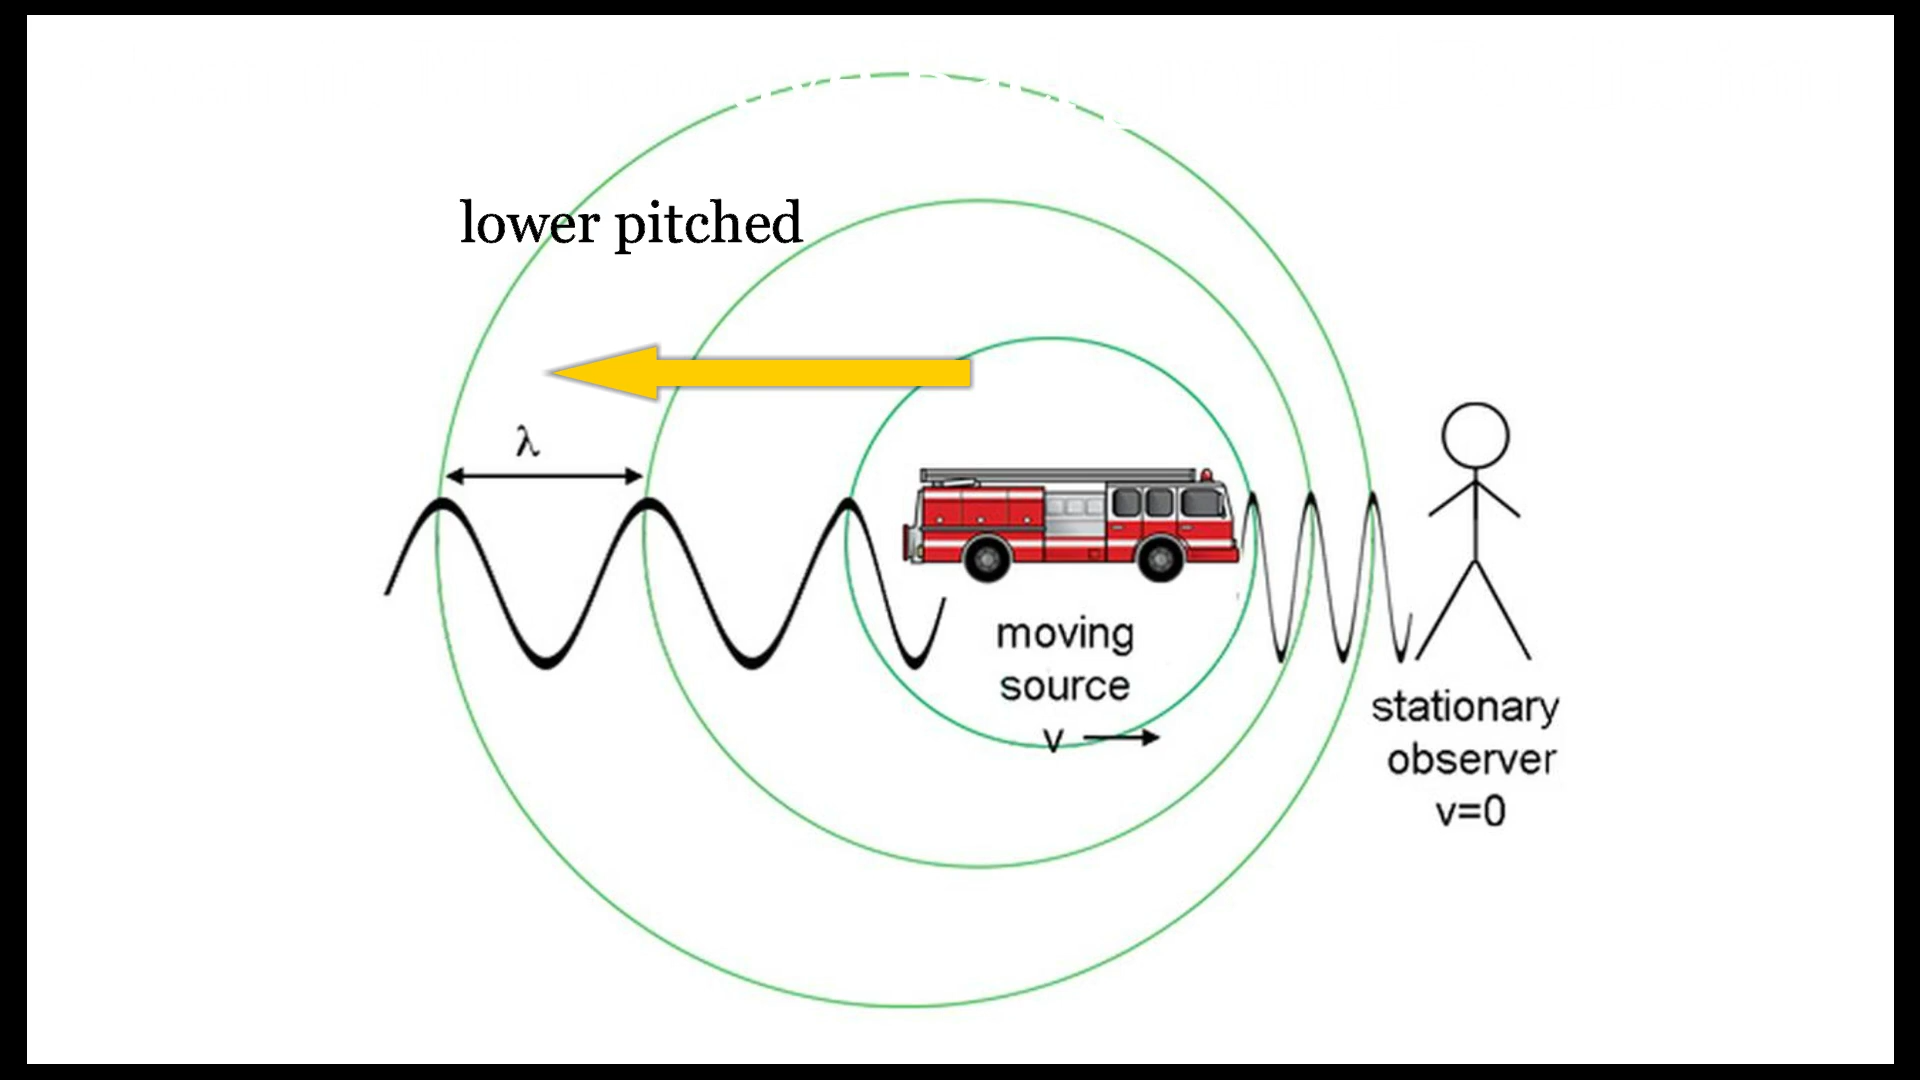 lower pitched
λ
moving
source
v
stationary
observer
v=0